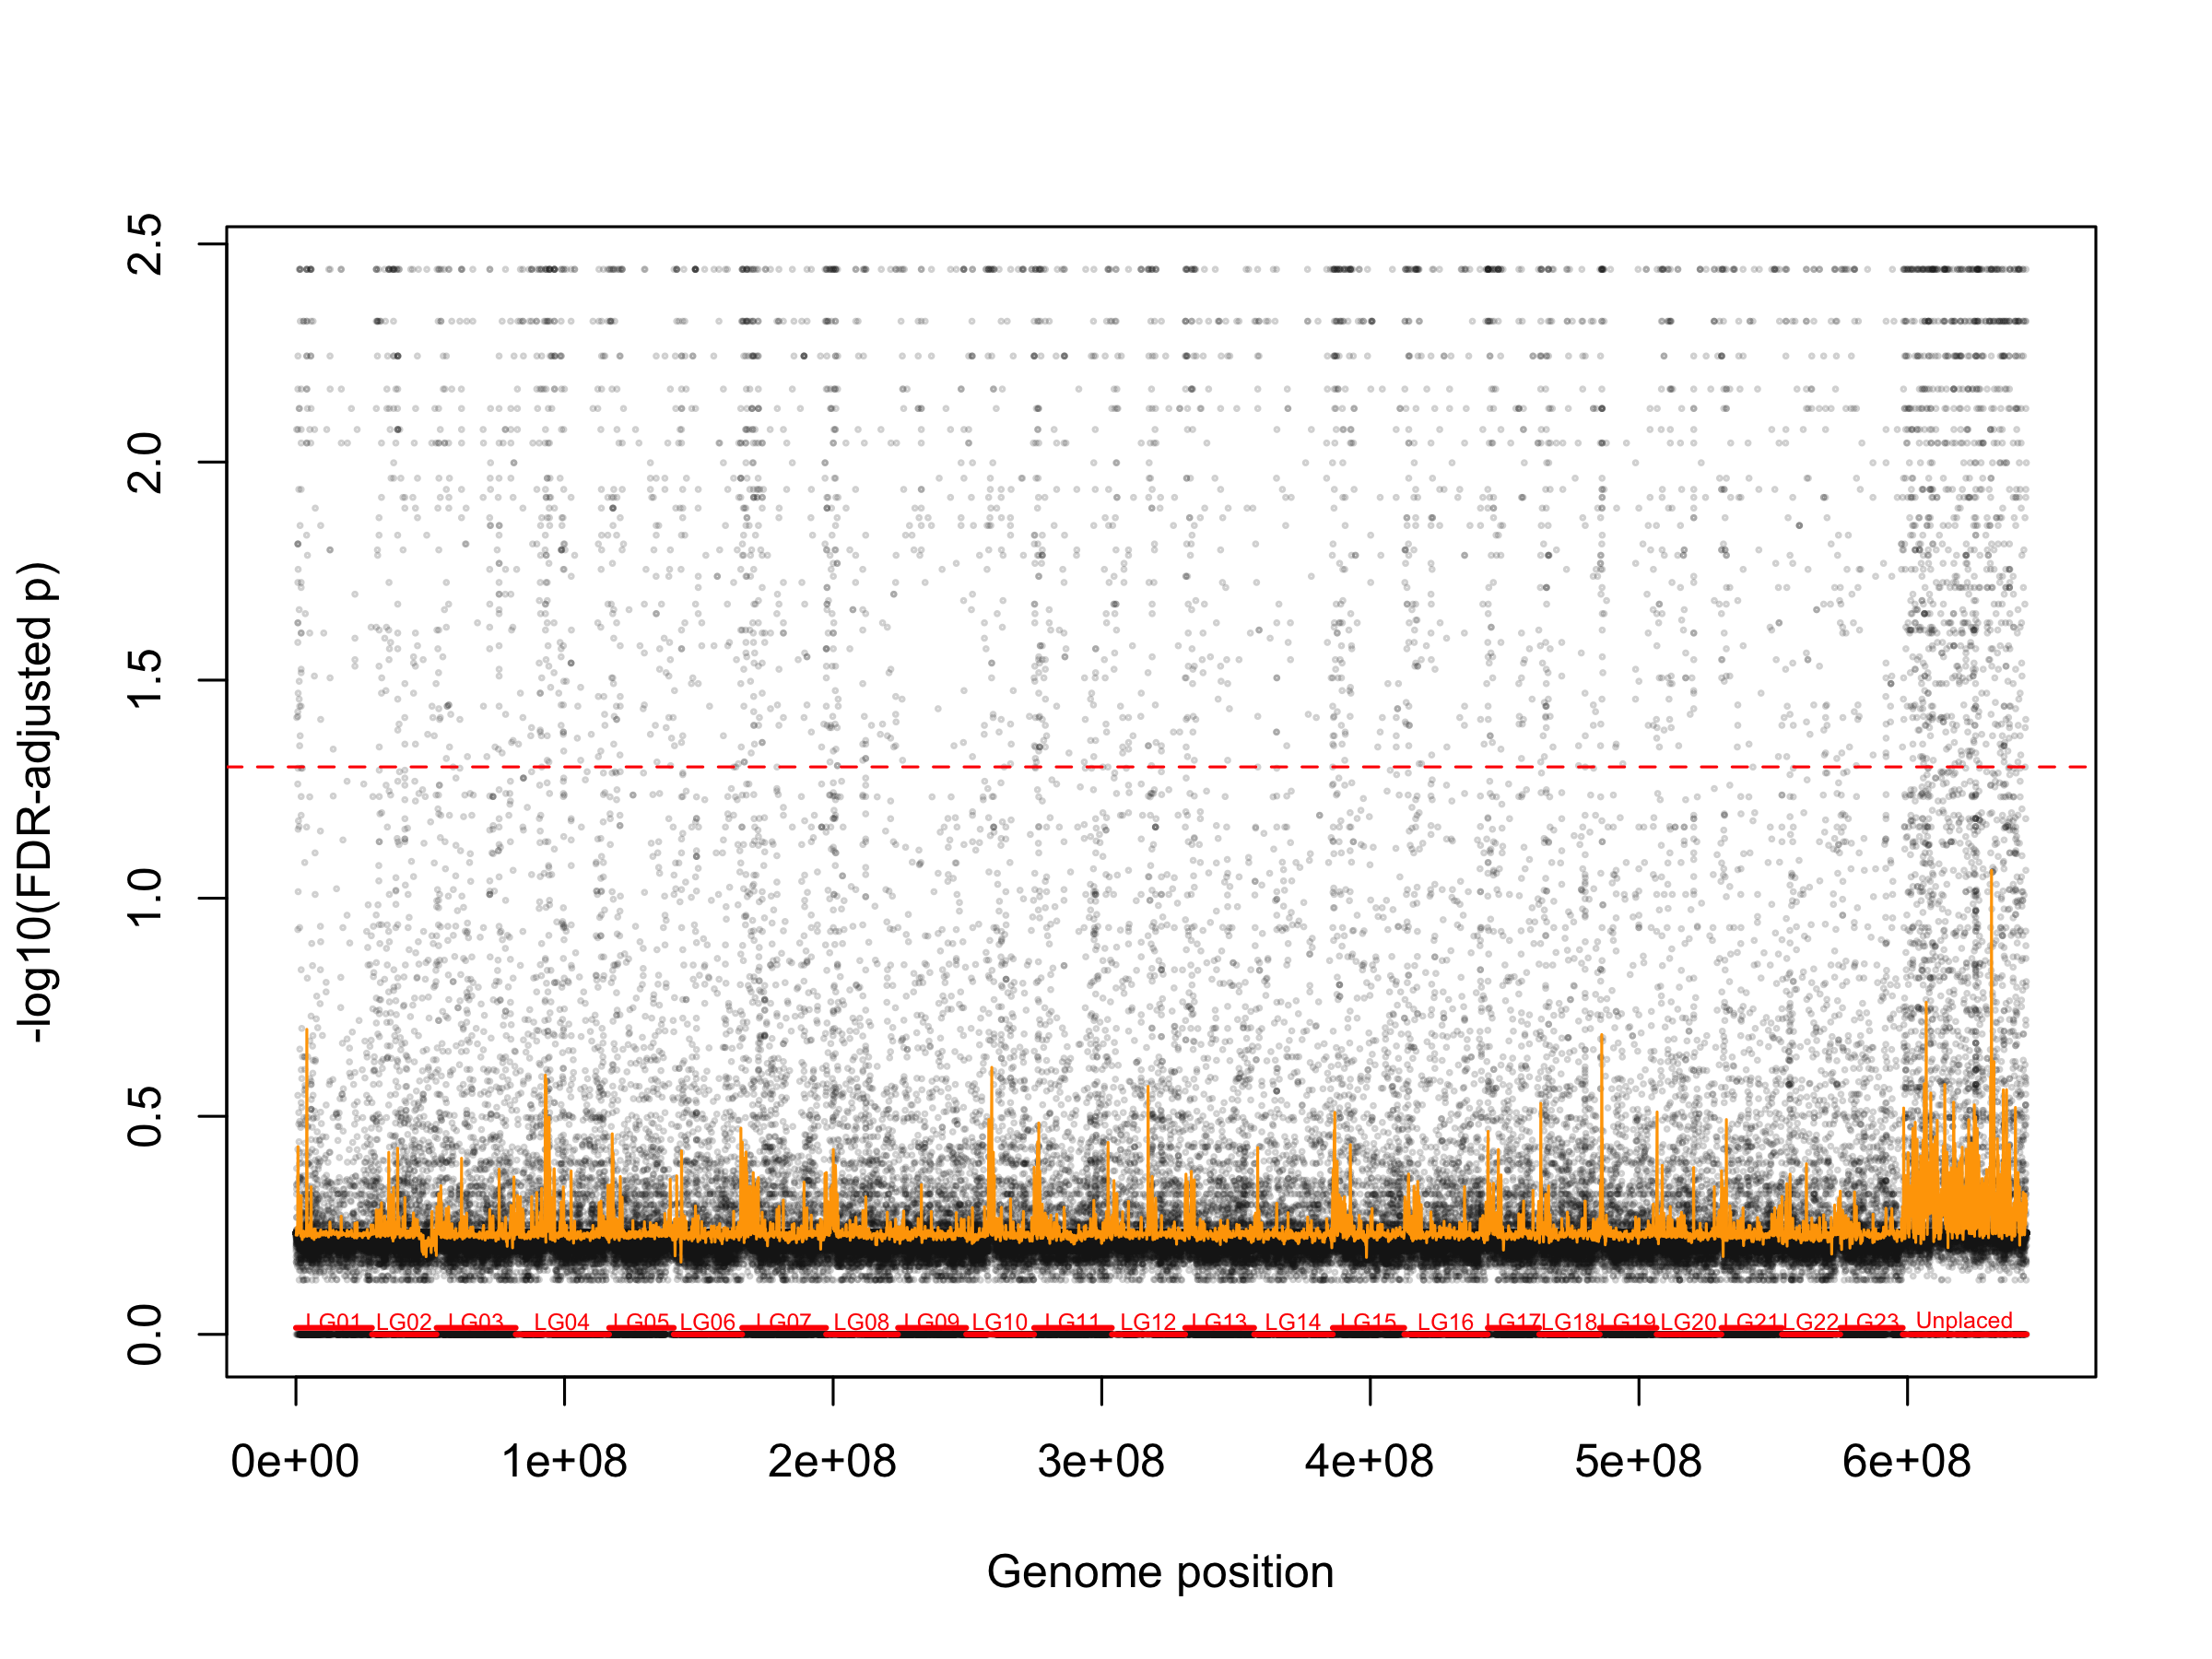 -log10(FDR-adjusted p)
2.5
2.0
1.5
1.0
0.5
0.0
LG01 LG02 LG03 LG04 LG05 LG06 LG07 LG08 LG09 LG10 LG11 LG12 LG13 LG14 LG15 LG16 LG17 LG18 LG19 LG20 LG21 LG22 LG23 Unplaced
0e+00 1e+08 2e+08 3e+08 4e+08 5e+08 6e+08
Genome position